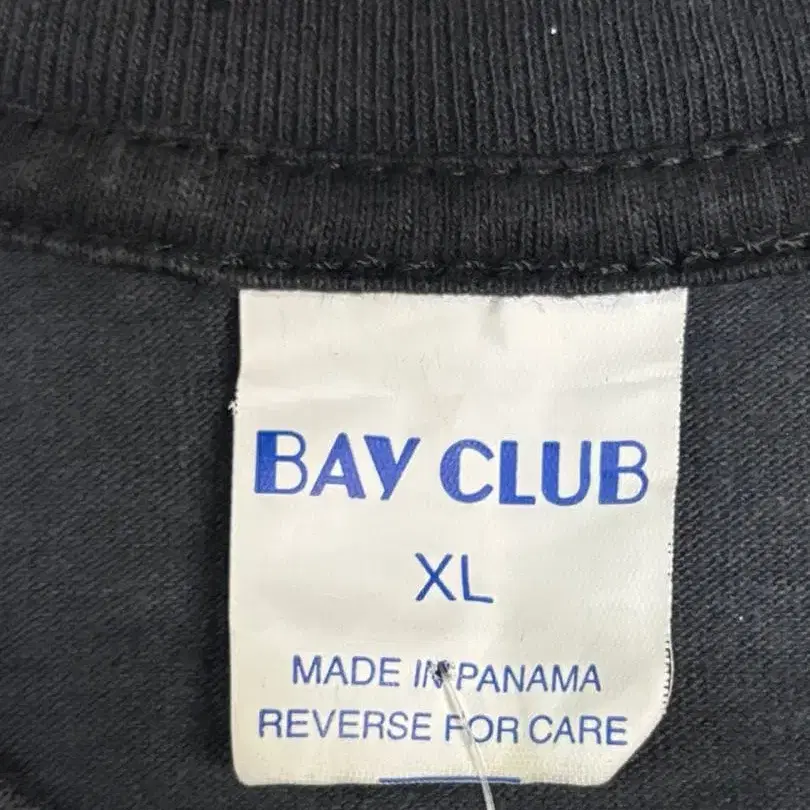 BAY CLUB
XL
MADE IN PANAMA
REVERSE FOR CARE